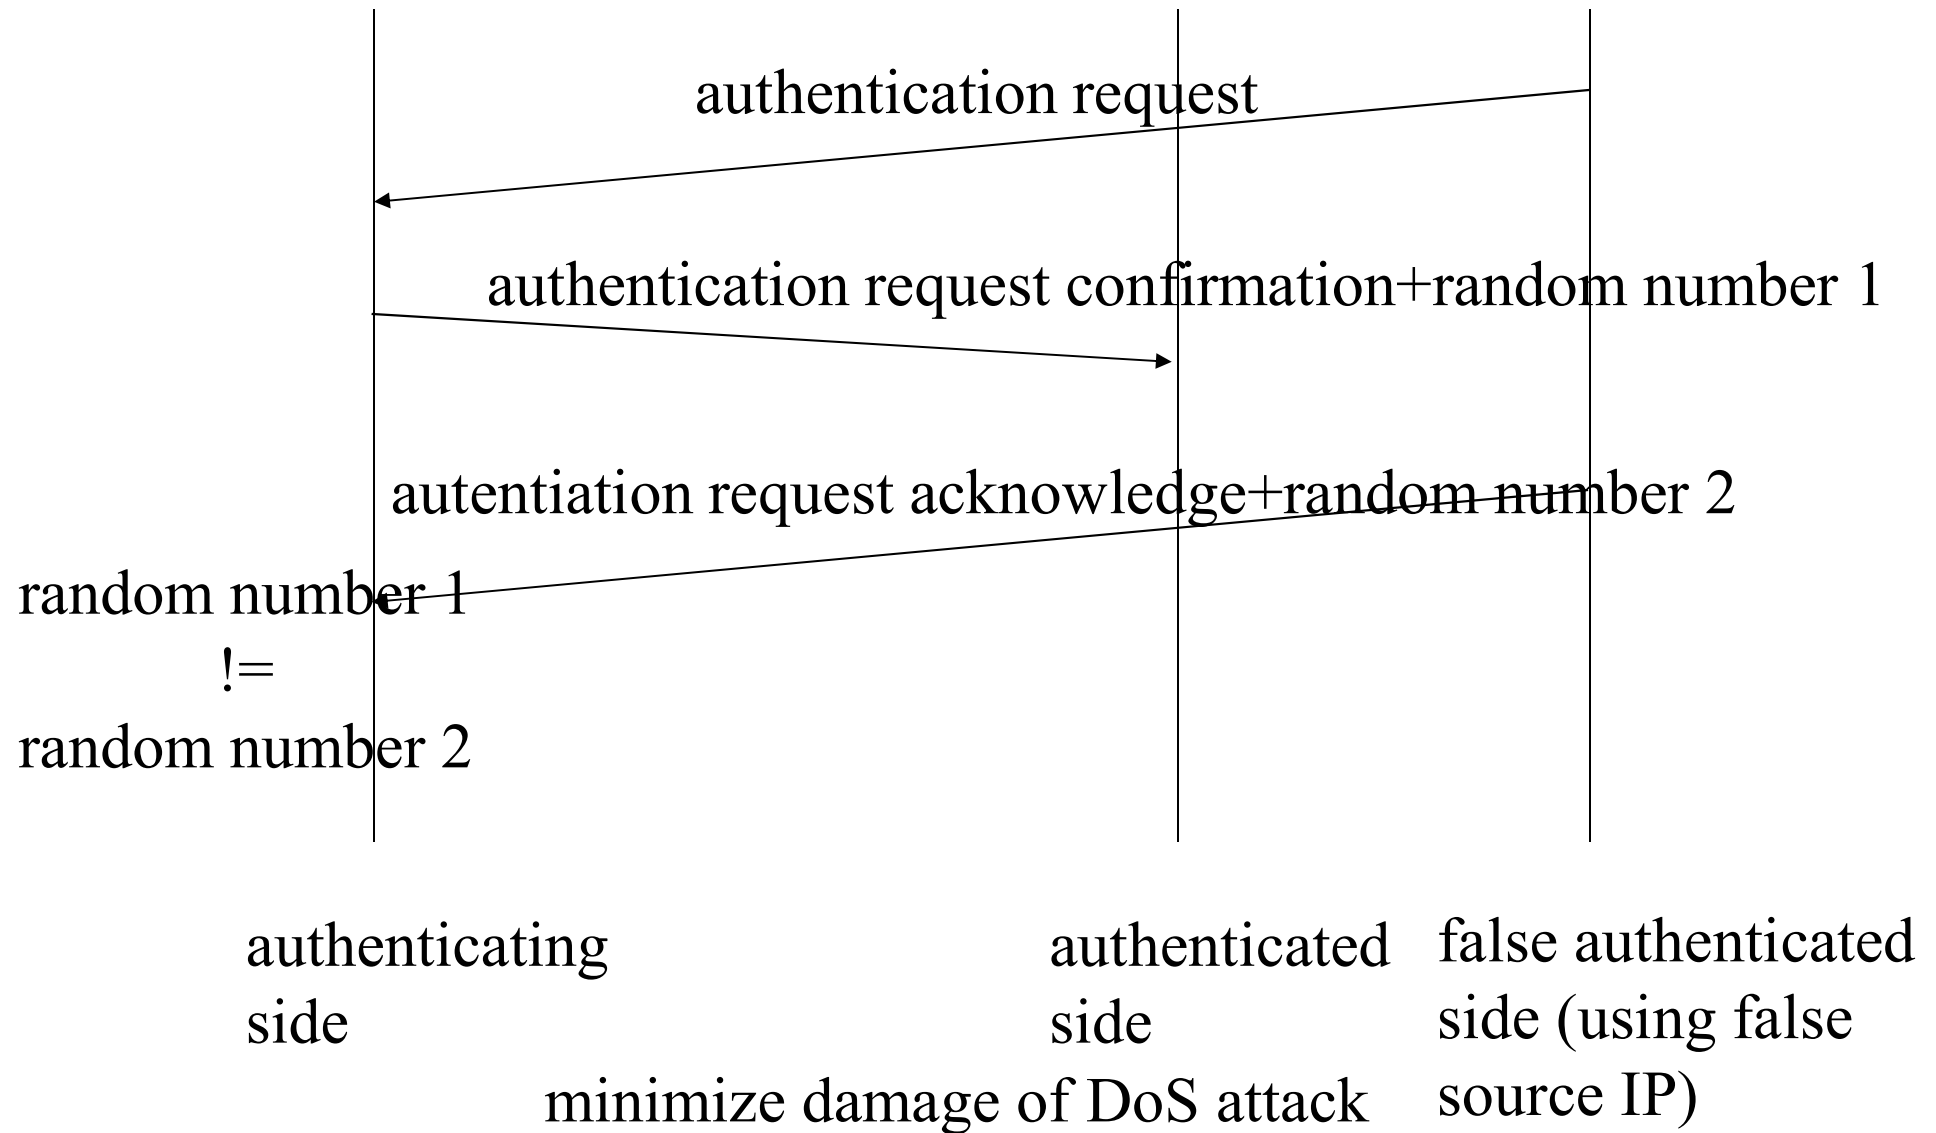 authentication request
authentication request confirmation+random number 1
autentiation request acknowledge+random number 2
random number 1
!=
random number 2
authenticating
side
authenticated
side
false authenticated
side (using false
source IP)
minimize damage of DoS attack